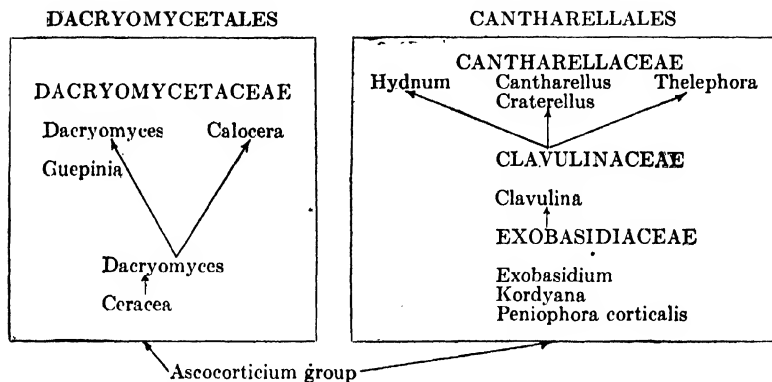 DACRYOMYCETALES
DACRYOMYCETACEAE
Dacryomyces Calocera
Guepinia
Dacryomyces
Ceracea
CANTHARELLALES
CANTHARELLACEAE
Hydnum Cantharellus Thelephora
Craterellus
CLAVULINACEAE
Clavulina
EXOBASIDIACEAE
Exobasidium
Kordyana
Peniophora corticalis
Ascocorticium group